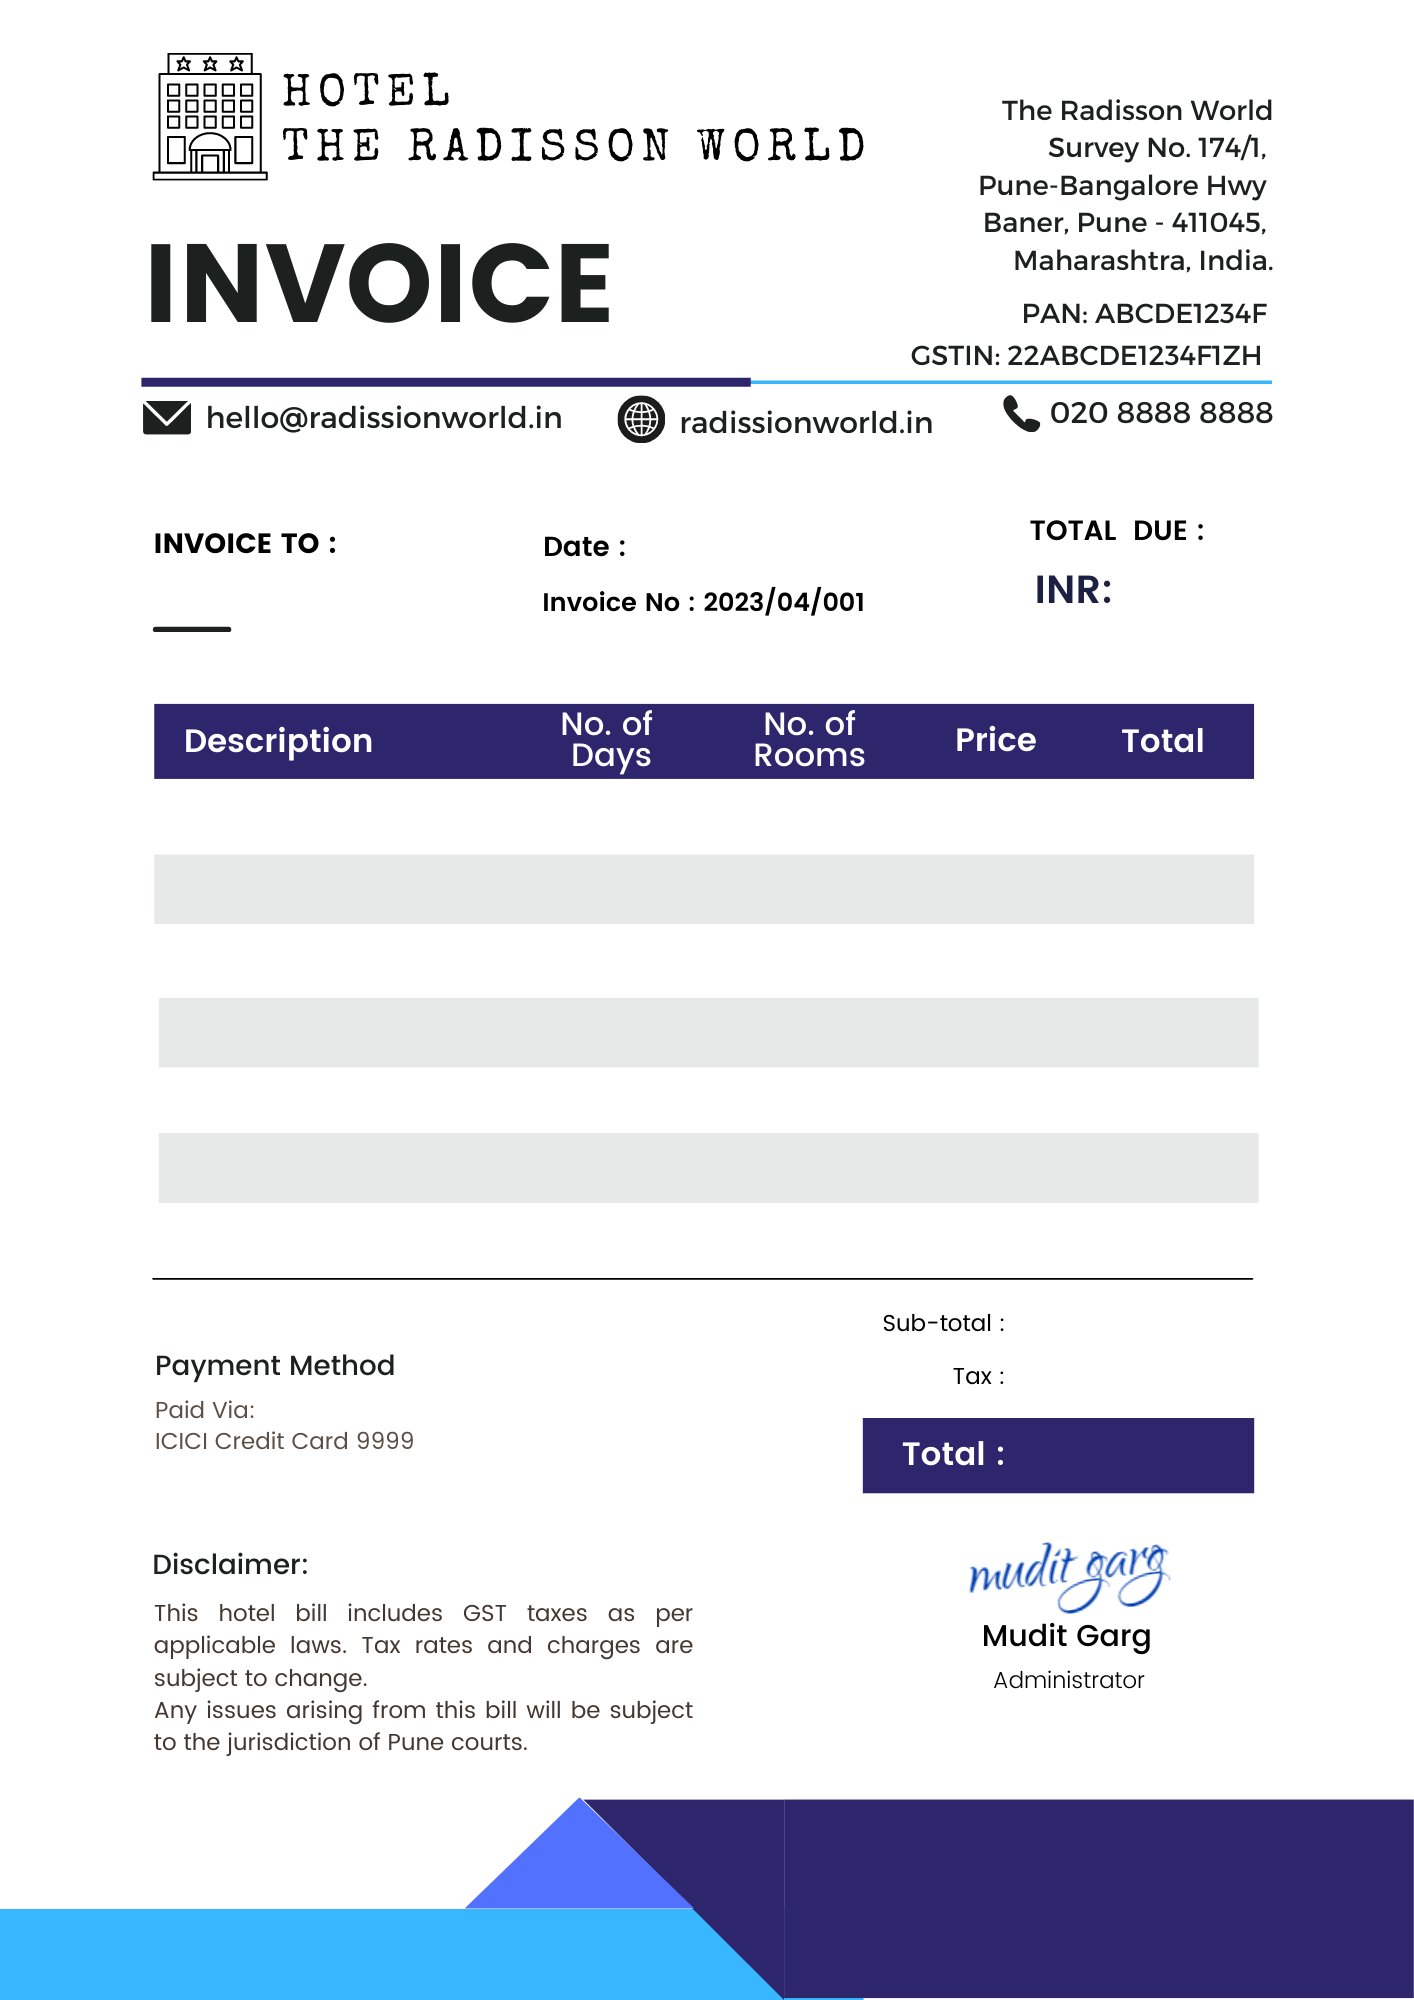 HOTEL
THE RADISSON WORLD
The Radisson World
Survey No. 174/1,
Pune-Bangalore Hwy
Baner, Pune - 411045,
Maharashtra, India.
PAN: ABCDE1234F
GSTIN: 22ABCDE1234F1ZH
INVOICE
hello@radissionworld.in
radissionworld.in
020 8888 8888
INVOICE TO :
Date :
Invoice No : 2023/04/001
TOTAL DUE :
INR:
Description
No. of
Days
No. of
Rooms
Price
Total
Sub-total :
Tax :
Total :
Payment Method
Paid Via:
ICICI Credit Card 9999
Disclaimer:
This hotel bill includes GST taxes as per
applicable laws. Tax rates and charges are
subject to change.
Any issues arising from this bill will be subject
to the jurisdiction of Pune courts.
mudit garg
Mudit Garg
Administrator